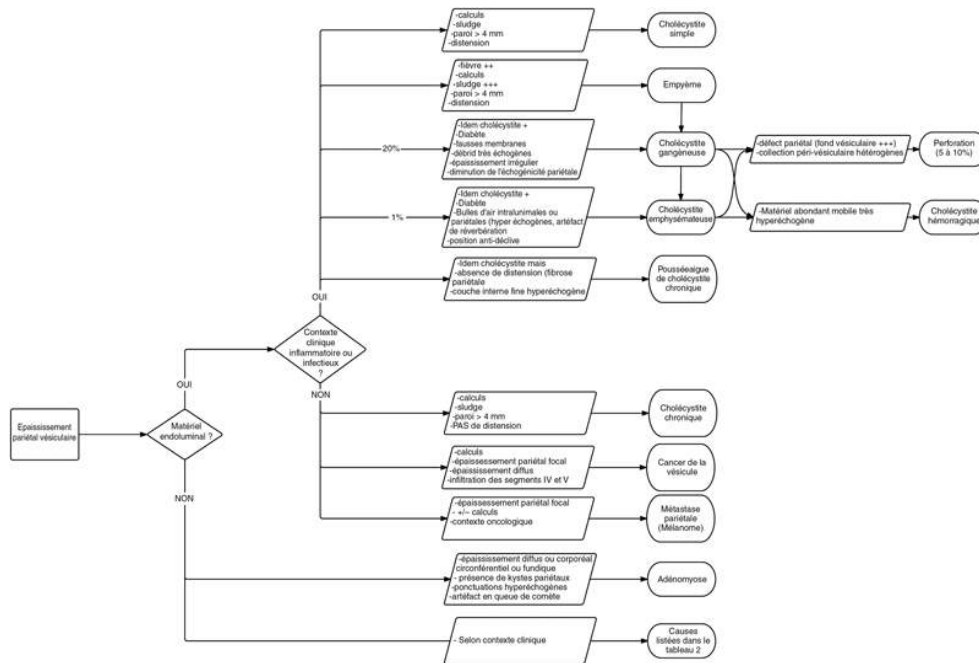 -calculs
-sludge
-paroi > 4 mm
-distension
Cholécystite
simple
-fièvre ++
-calculs
-sludge +++
-paroi > 4 mm
-distension
Empyème
20%
-Idem cholécystite +
-Diabète
-fausses membranes
-débrid très échogènes
-épaississement irrégulier
-diminution de l'échogénicité pariétale
Cholécystite
gangèneuse
-défect pariétal (fond vésiculaire +++)
-collection péri-vésiculaire hétérogènes
Perforation
(5 à 10%)
1%
-Idem cholécystite +
-Diabète
-Bulles d'air intralunimales ou
pariétales (hyper échogènes, artéfact
de réverbération
-position anti-déclive
Cholécystite
emphysémateuse
-Matériel abondant mobile très
hyperéchogène
Cholécystite
hémorragique
-Idem cholécystite mais
-absence de distension (fibrose
pariétale
-couche interne fine hyperéchogène
Pousséeaigue
de cholécystite
chronique
OUI
Contexte
clinique
inflammatoire ou
infectieux
?
OUI
NON
Épaississement
pariétal vésiculaire
Matériel
endoluminal ?
NON
-calculs
-sludge
-paroi > 4 mm
-PAS de distension
Cholécystite
chronique
-calculs
-épaissessement pariétal focal
-épaississement diffus
-infiltration des segments IV et V
Cancer de la
vésicule
-épaissessement pariétal focal
- +/– calculs
-contexte oncologique
Métastase
pariétale
(Mélanome)
-épaississement diffus ou corporéal
circonférentiel ou fundique
- présence de kystes pariétaux
-ponctuations hyperéchogènes
-artéfact en queue de comète
Adénomyose
- Selon contexte clinique
Causes
listées dans le
tableau 2